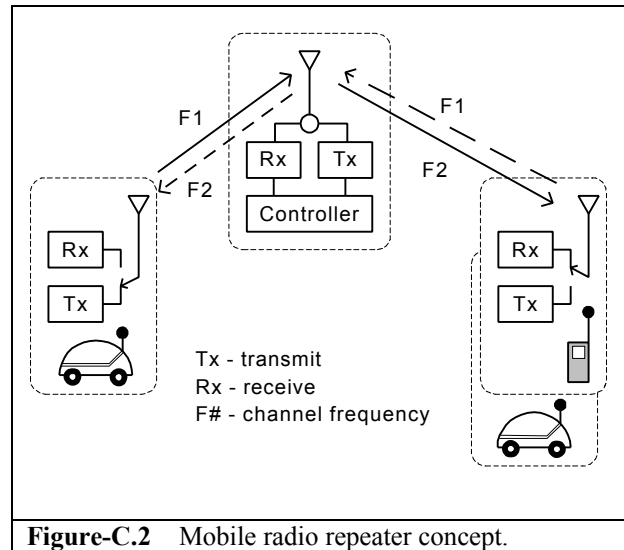 F1
F2
Rx
Tx
Controller
F1
F2
Rx
Tx
Rx
Tx
Tx - transmit
Rx - receive
F# - channel frequency
Figure-C.2 Mobile radio repeater concept.